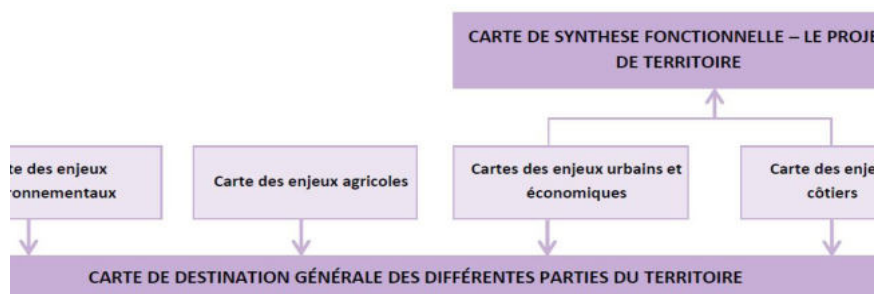 CARTE DE SYNTHESE FONCTIONNELLE – LE PROJE
DE TERRITOIRE
te des enjeux
ronnementaux
Carte des enjeux agricoles
Cartes des enjeux urbains et
économiques
Carte des enje
côtiers
CARTE DE DESTINATION GÉNÉRALE DES DIFFÉRENTES PARTIES DU TERRITOIRE